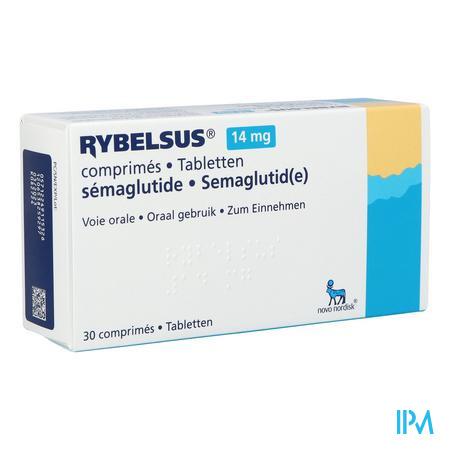 RYBELSUS® 14 mg
comprimés • Tabletten
sémaglutide • Semaglutid(e)
Voie orale • Oraal gebruik • Zum Einnehmen
novo nordisk®
30 comprimés • Tabletten
IPM